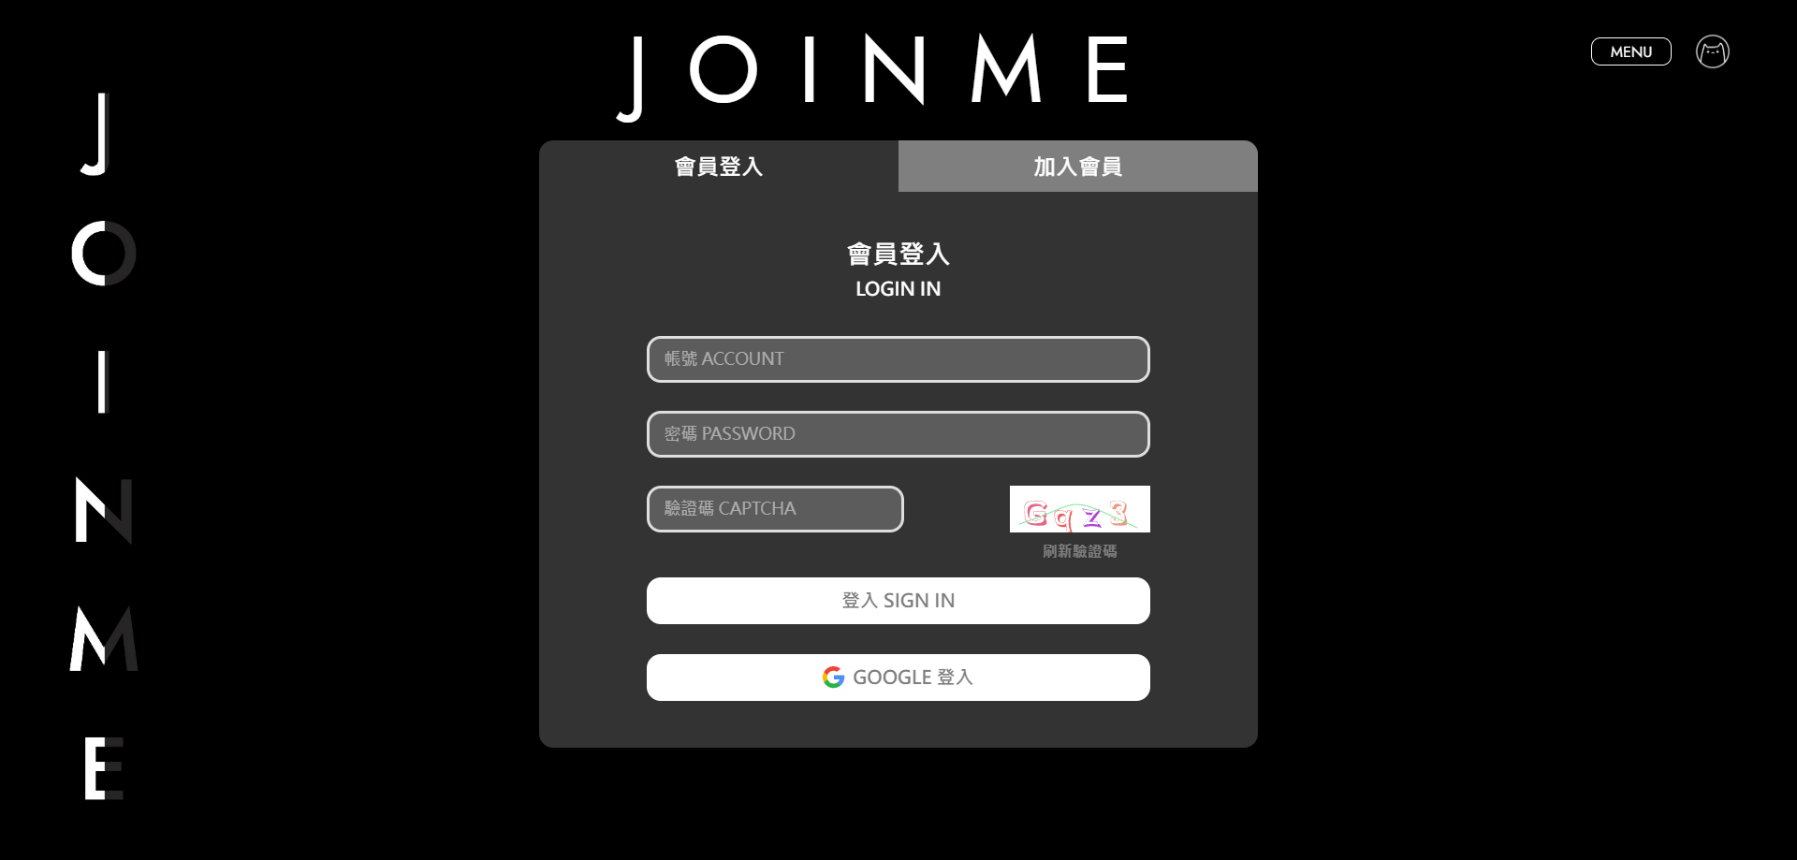 JOINME
MENU
J
O
I
N
M
E
會員登入
加入會員
會員登入
LOGIN IN
帳號 ACCOUNT
密碼 PASSWORD
驗證碼 CAPTCHA
Gqz3
刷新驗證碼
登入 SIGN IN
GOOGLE 登入